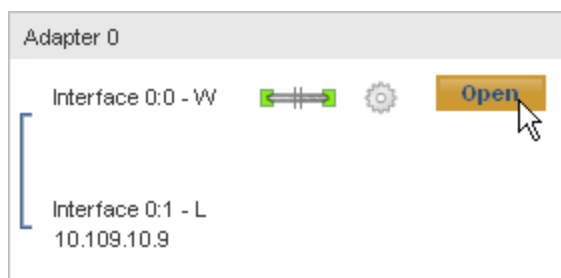 Adapter 0
Interface 0:0 - W
Open
Interface 0:1 - L
10.109.10.9